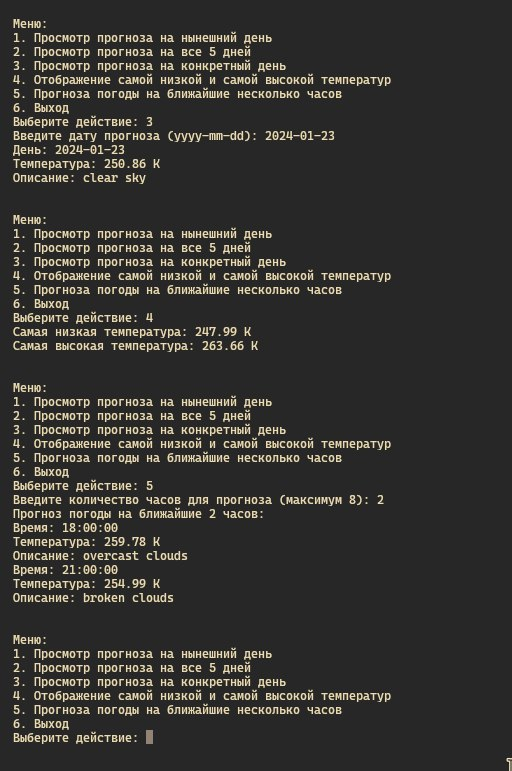 Меню:
1. Просмотр прогноза на нынешний день
2. Просмотр прогноза на все 5 дней
3. Просмотр прогноза на конкретный день
4. Отображение самой низкой и самой высокой температур
5. Прогноза погоды на ближайшие несколько часов
6. Выход
Выберите действие: 3
Введите дату прогноза (yyyy-mm-dd): 2024-01-23
День: 2024-01-23
Температура: 250.86 K
Описание: clear sky
Меню:
1. Просмотр прогноза на нынешний день
2. Просмотр прогноза на все 5 дней
3. Просмотр прогноза на конкретный день
4. Отображение самой низкой и самой высокой температур
5. Прогноза погоды на ближайшие несколько часов
6. Выход
Выберите действие: 4
Самая низкая температура: 247.99 K
Самая высокая температура: 263.66 K
Меню:
1. Просмотр прогноза на нынешний день
2. Просмотр прогноза на все 5 дней
3. Просмотр прогноза на конкретный день
4. Отображение самой низкой и самой высокой температур
5. Прогноза погоды на ближайшие несколько часов
6. Выход
Выберите действие: 5
Введите количество часов для прогноза (максимум 8): 2
Прогноз погоды на ближайшие 2 часов:
Время: 18:00:00
Температура: 259.78 K
Описание: overcast clouds
Время: 21:00:00
Температура: 254.99 K
Описание: broken clouds
Меню:
1. Просмотр прогноза на нынешний день
2. Просмотр прогноза на все 5 дней
3. Просмотр прогноза на конкретный день
4. Отображение самой низкой и самой высокой температур
5. Прогноза погоды на ближайшие несколько часов
6. Выход
Выберите действие: